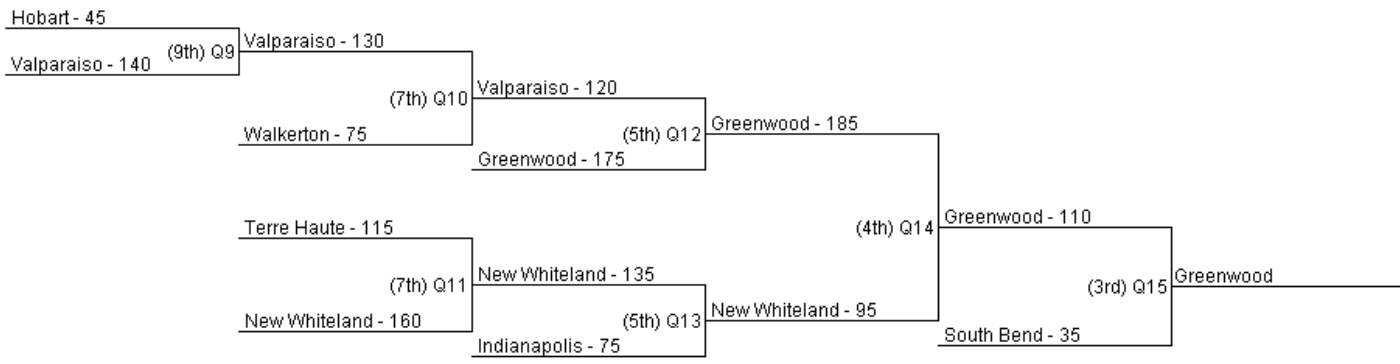 Hobart - 45
(9th) Q9
Valparaiso - 140
Valparaiso - 130
(7th) Q10
Walkerton - 75
Valparaiso - 120
(5th) Q12
Greenwood - 175
Greenwood - 185
Terre Haute - 115
(7th) Q11
New Whiteland - 160
New Whiteland - 135
(5th) Q13
Indianapolis - 75
New Whiteland - 95
(4th) Q14
Greenwood - 110
(3rd) Q15
South Bend - 35
Greenwood